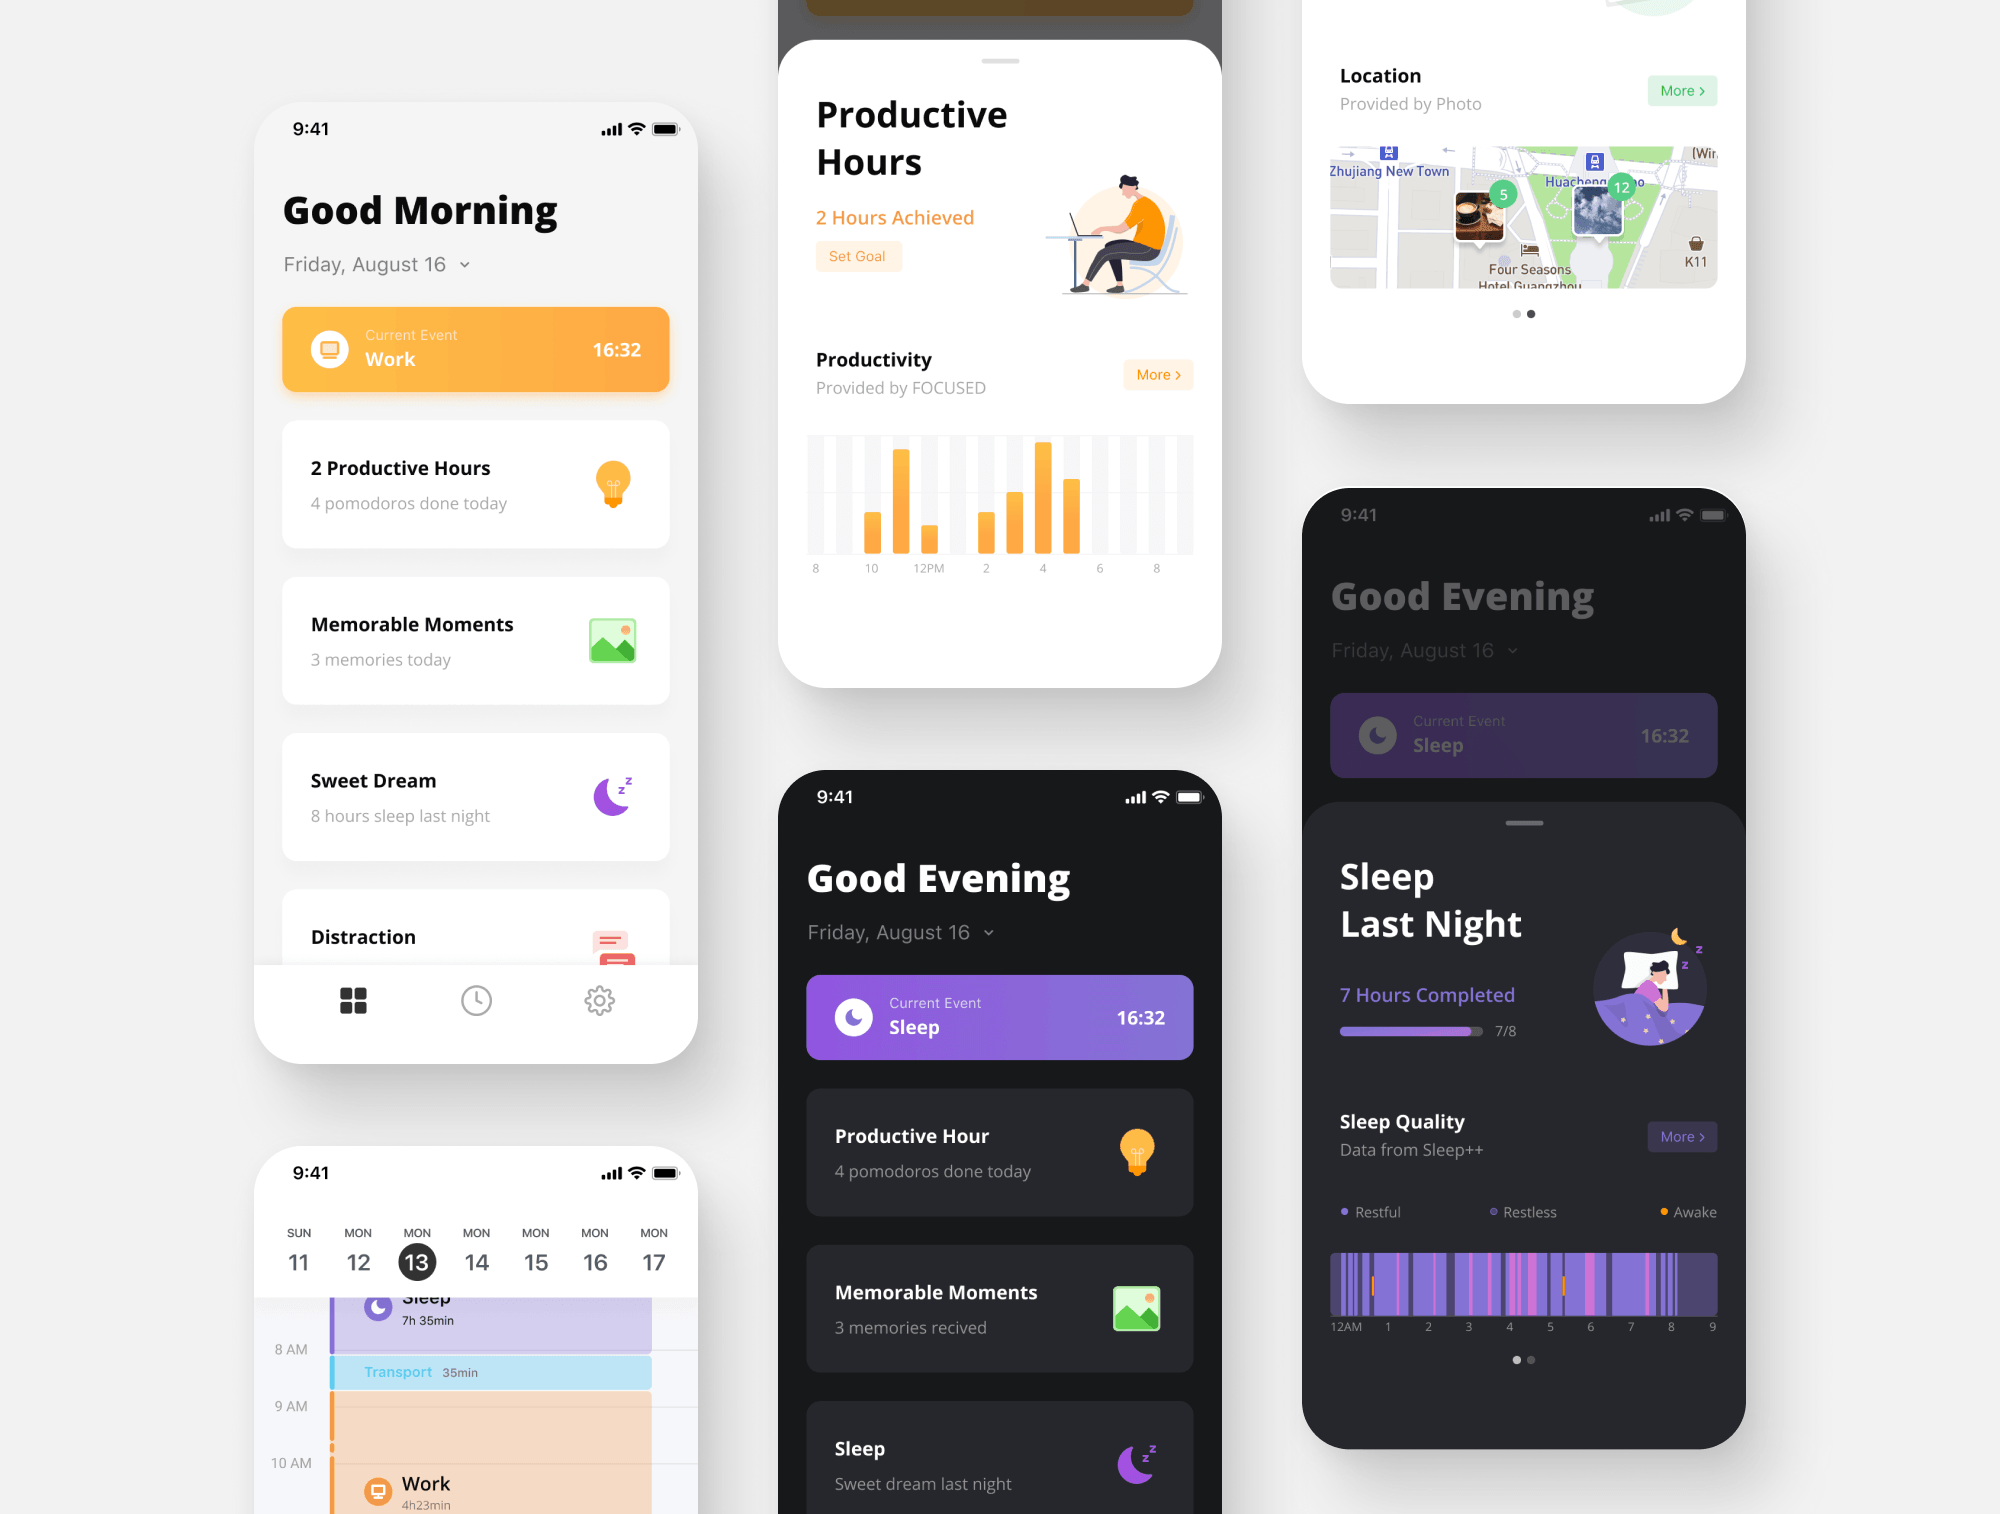 9:41
Good Morning
Friday, August 16
Current Event
Work
16:32
2 Productive Hours
4 pomodoros done today
Memorable Moments
3 memories today
Sweet Dream
8 hours sleep last night
Distraction
9:41
SUN MON MON MON MON MON MON
11 12 13 14 15 16 17
Sleep
7h 35min
8 AM
Transport 35min
9 AM
10 AM
Work
4h23min
Productive
Hours
2 Hours Achieved
Set Goal
Productivity
Provided by FOCUSED
More >
8 10 12PM 2 4 6 8
9:41
Good Evening
Friday, August 16
Current Event
Sleep
16:32
Productive Hour
4 pomodoros done today
Memorable Moments
3 memories recived
Sleep
Sweet dream last night
Location
Provided by Photo
More >
Zhujiang New Town
5
12
Four Seasons
Hotel Guangzhou
K11
9:41
Good Evening
Friday, August 16
Current Event
Sleep
16:32
Sleep
Last Night
z
z
7 Hours Completed
7/8
Sleep Quality
Data from Sleep++
More >
Restful Restless Awake
12AM 1 2 3 4 5 6 7 8 9